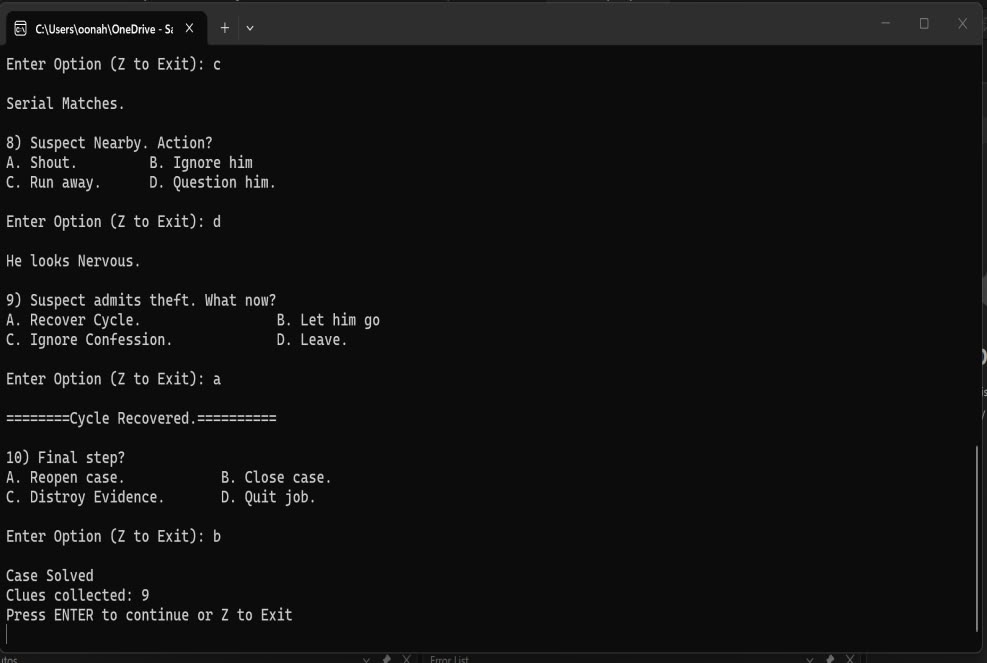 C:\Users\oonah\OneDrive - Sa
Enter Option (Z to Exit): c
Serial Matches.
8) Suspect Nearby. Action?
A. Shout.         B. Ignore him
C. Run away.      D. Question him.
Enter Option (Z to Exit): d
He looks Nervous.
9) Suspect admits theft. What now?
A. Recover Cycle.                 B. Let him go
C. Ignore Confession.             D. Leave.
Enter Option (Z to Exit): a
========Cycle Recovered.==========
10) Final step?
A. Reopen case.            B. Close case.
C. Distroy Evidence.       D. Quit job.
Enter Option (Z to Exit): b
Case Solved
Clues collected: 9
Press ENTER to continue or Z to Exit
Error List